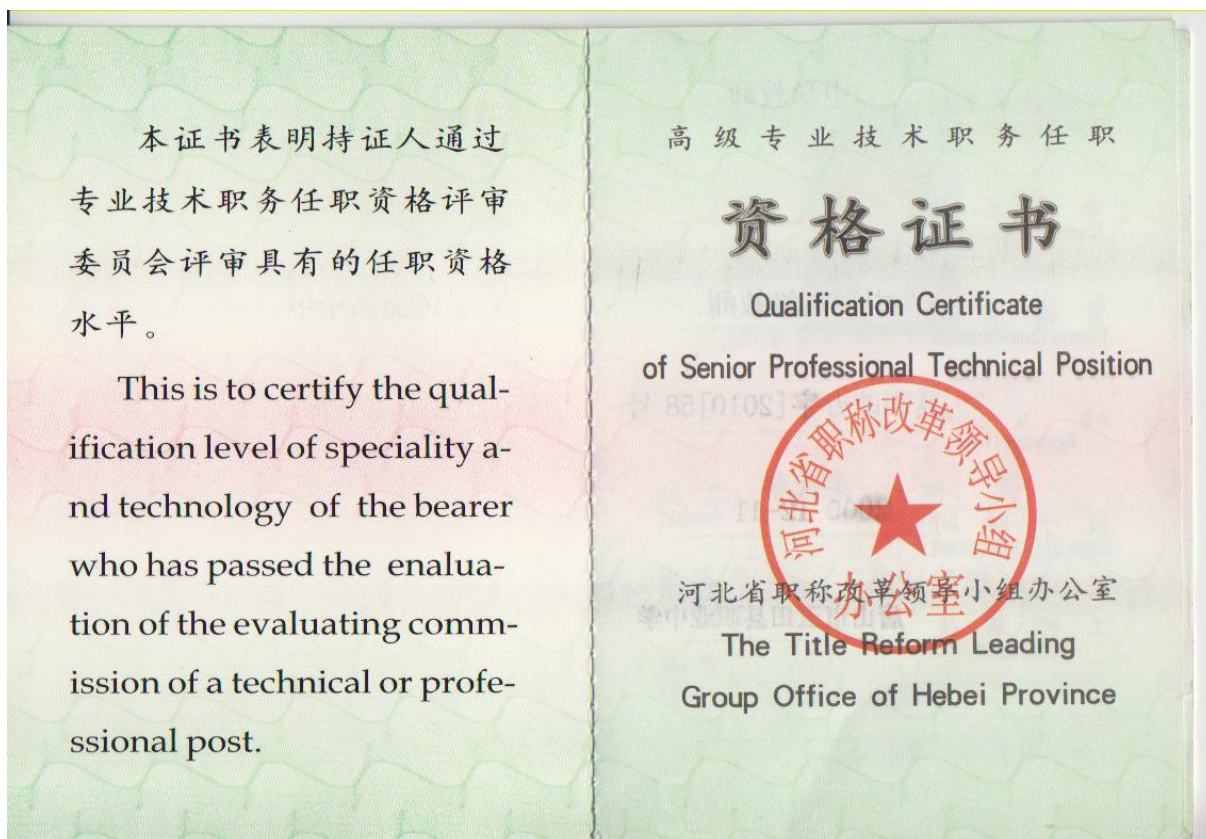 本证书表明持证人通过
专业技术职务任职资格评审
委员会评审具有的任职资格
水平。
This is to certify the qual-
ification level of speciality a-
nd technology of the bearer
who has passed the enalua-
tion of the evaluating comm-
ission of a technical or profe-
ssional post.
高级专业技术职务任职
资格证书
Qualification Certificate
of Senior Professional Technical Position
河北省职称改革领导小组
办公室
河北省职称改革领导小组办公室
The Title Reform Leading
Group Office of Hebei Province